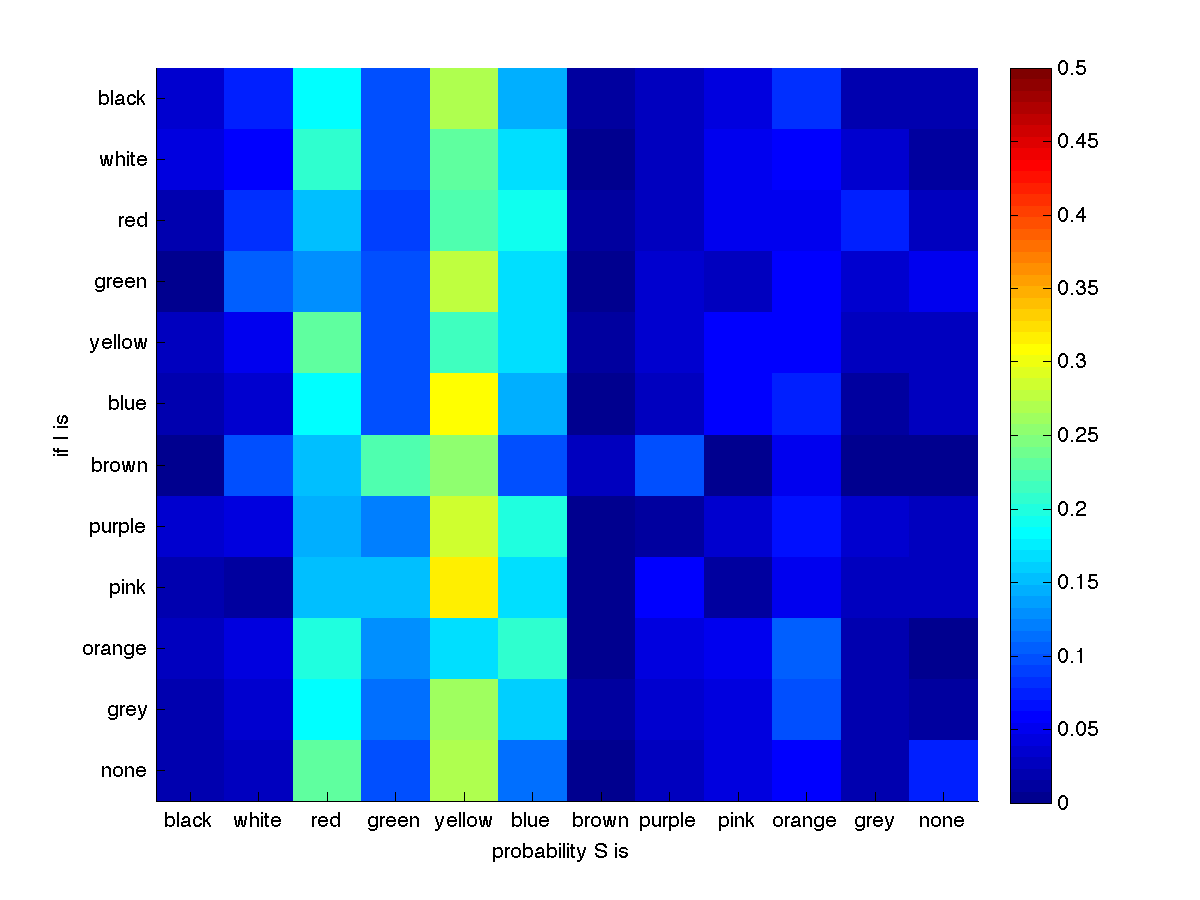 black
white
red
green
yellow
blue
brown
purple
pink
orange
grey
none
if I is
black white red green yellow blue brown purple pink orange grey none
probability S is
0.5
0.45
0.4
0.35
0.3
0.25
0.2
0.15
0.1
0.05
0